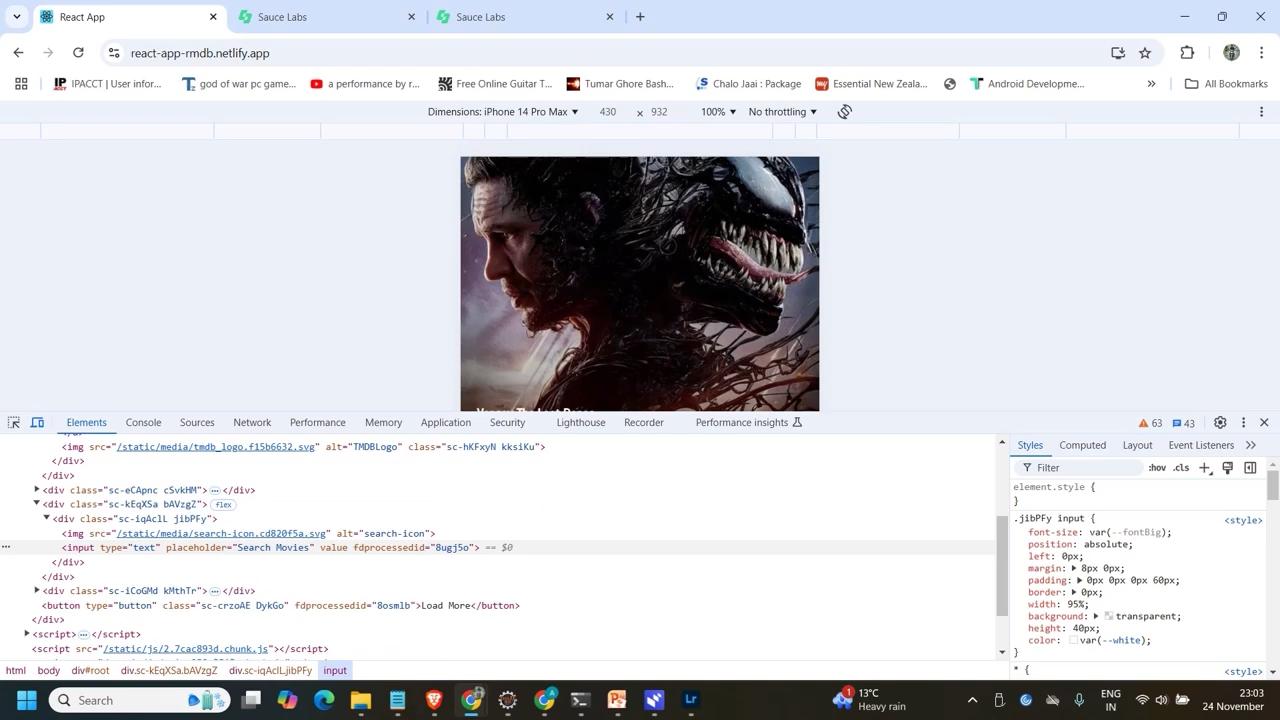 React App
Sauce Labs
Sauce Labs
react-app-rmdb.netlify.app
IPACCT | User infor...
god of war pc game...
a performance by r...
Free Online Guitar T...
Tumar Ghore Bash...
Chalo Jaai : Package
Essential New Zeala...
Android Developme...
All Bookmarks
Dimensions: iPhone 14 Pro Max
430 × 932
100%
No throttling
Elements
Console
Sources
Network
Performance
Memory
Application
Security
Lighthouse
Recorder
Performance insights
63
43
<img src="/static/media/tmdb_logo.f15b6632.svg" alt="TMDBLogo" class="sc-hKFxyN kksiKu">
</div>
</div>
<div class="sc-eCApnc cSvkHM"> … </div>
<div class="sc-kEqXSa bAVzgZ"> flex
<div class="sc-iqAclL jibPFy">
<img src="/static/media/search-icon.cd820f5a.svg" alt="search-icon">
<input type="text" placeholder="Search Movies" value fdprocessedid="8ugj5o"> == $0
</div>
</div>
<div class="sc-iCoGMd kMthTr"> … </div>
<button type="button" class="sc-crzoAE DykGo" fdprocessedid="8osmlb">Load More</button>
</div>
<script> … </script>
<script src="/static/js/2.7cac893d.chunk.js"></script>
html body div#root div.sc-kEqXSa.bAVzgZ div.sc-iqAclL.jibPFy input
Styles
Computed
Layout
Event Listeners
Filter
:hov .cls
element.style {
}
.jibPFy input { <style>
font-size: var(--fontBig);
position: absolute;
left: 0px;
margin: 8px 0px;
padding: 0px 0px 0px 60px;
border: 0px;
width: 95%;
background: transparent;
height: 40px;
color: var(--white);
}
* { <style>
Search
1
13°C
Heavy rain
ENG
IN
23:03
24 November